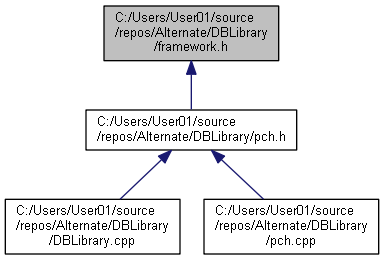 C:/Users/User01/source
/repos/Alternate/DBLibrary
/framework.h
C:/Users/User01/source
/repos/Alternate/DBLibrary/pch.h
C:/Users/User01/source
/repos/Alternate/DBLibrary
/DBLibrary.cpp
C:/Users/User01/source
/repos/Alternate/DBLibrary
/pch.cpp